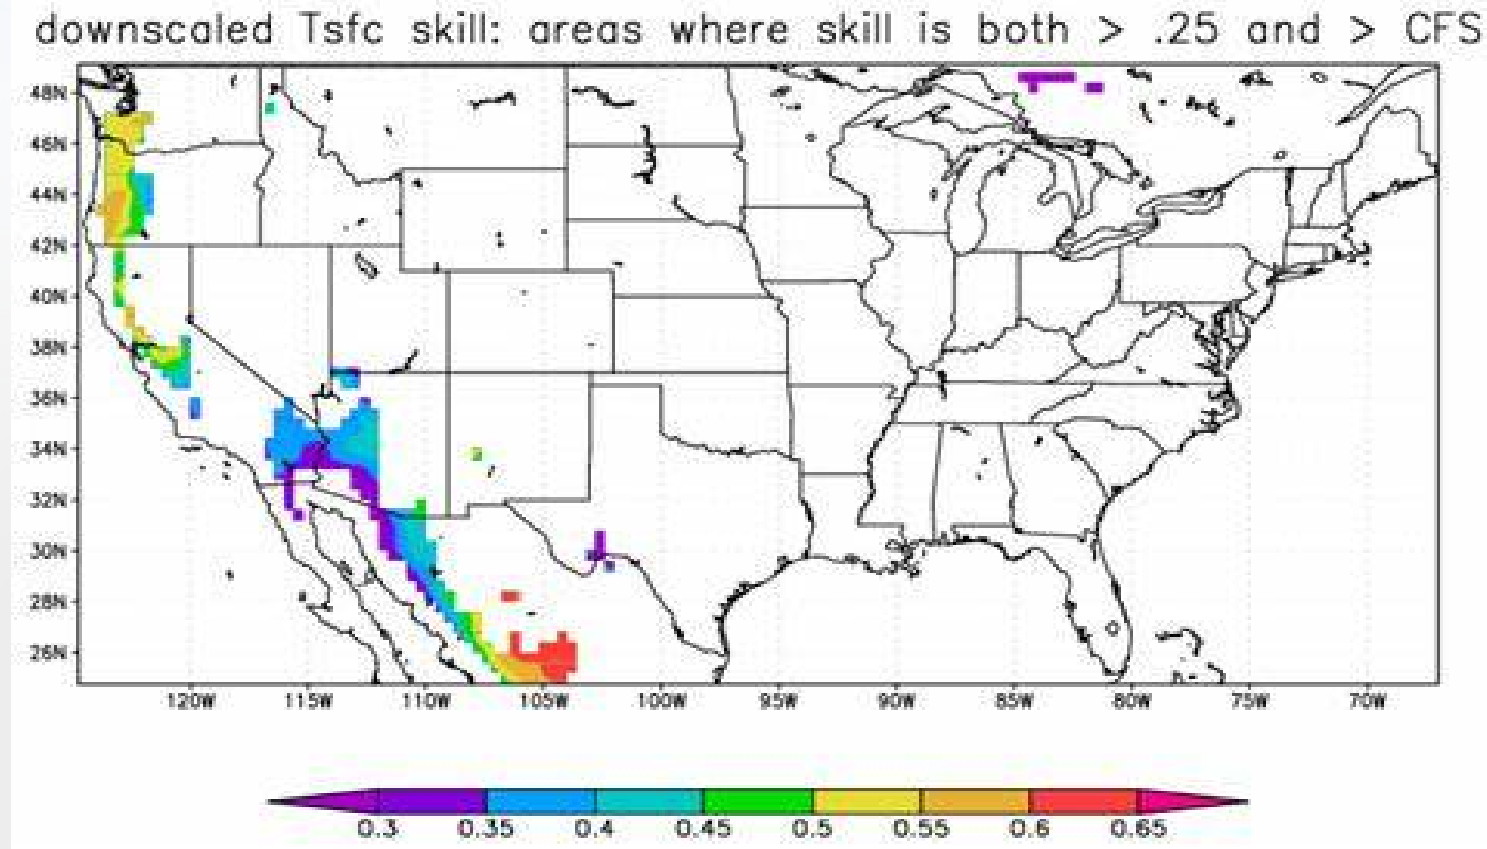 downscaled Tsfc skill: areas where skill is both > .25 and > CFS
48N
46N
44N
42N
40N
38N
36N
34N
32N
30N
28N
26N
120W 115W 110W 105W 100W 95W 90W 85W 80W 75W 70W
0.3 0.35 0.4 0.45 0.5 0.55 0.6 0.65